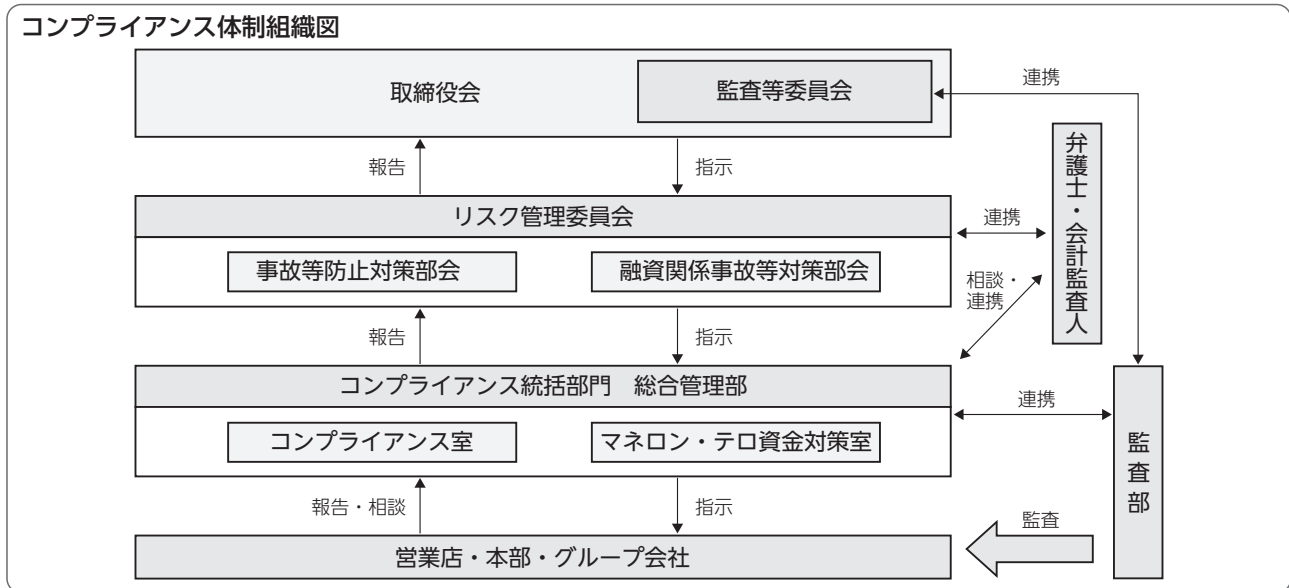 コンプライアンス体制組織図
取締役会
監査等委員会
連携
報告
指示
弁護士・会計監査人
リスク管理委員会
連携
事故等防止対策部会
融資関係事故等対策部会
相談・
連携
報告
指示
コンプライアンス統括部門　総合管理部
連携
コンプライアンス室
マネロン・テロ資金対策室
監査部
報告・相談
指示
監査
営業店・本部・グループ会社